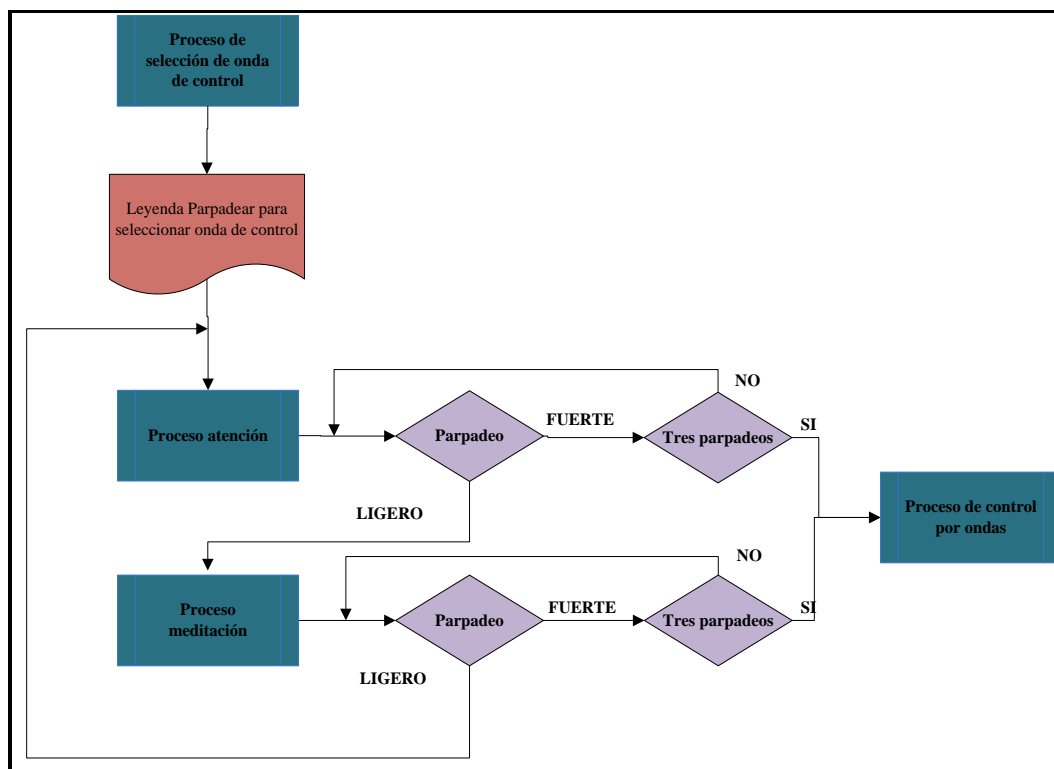 Proceso de
selección de onda
de control
Leyenda Parpadear para
seleccionar onda de control
NO
Proceso atención
Parpadeo
FUERTE
Tres parpadeos
SI
LIGERO
Proceso de control
por ondas
NO
Proceso
meditación
Parpadeo
FUERTE
Tres parpadeos
SI
LIGERO